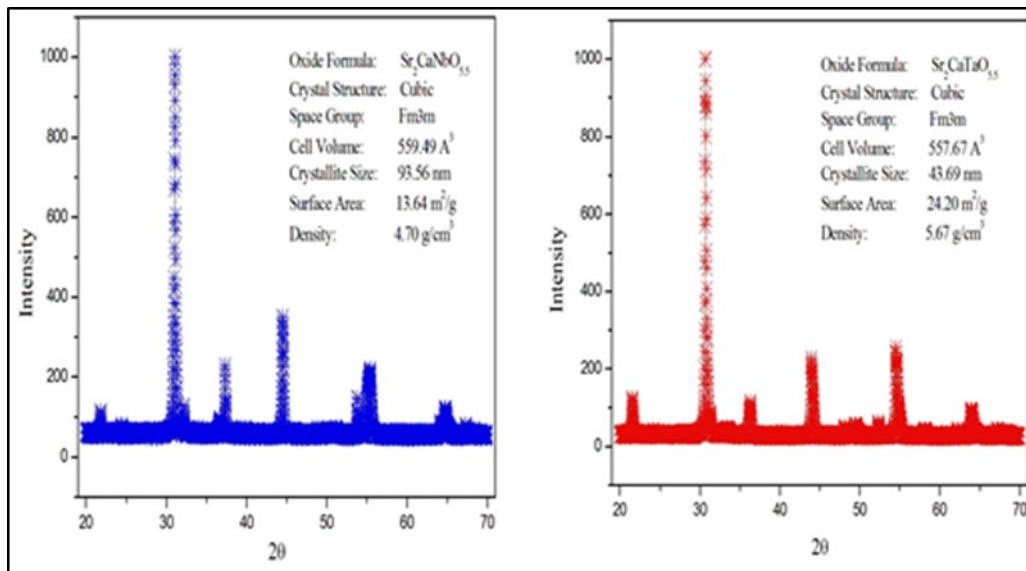 1000
800
600
400
200
0
Intensity
20 30 40 50 60 70
2θ
Oxide Formula: Sr2CaNbO5.5
Crystal Structure: Cubic
Space Group: Fm3m
Cell Volume: 559.49 A3
Crystallite Size: 93.56 nm
Surface Area: 13.64 m2/g
Density: 4.70 g/cm3
1000
800
600
400
200
0
Intensity
20 30 40 50 60 70
2θ
Oxide Formula: Sr2CaTaO5.5
Crystal Structure: Cubic
Space Group: Fm3m
Cell Volume: 557.67 A3
Crystallite Size: 43.69 nm
Surface Area: 24.20 m2/g
Density: 5.67 g/cm3